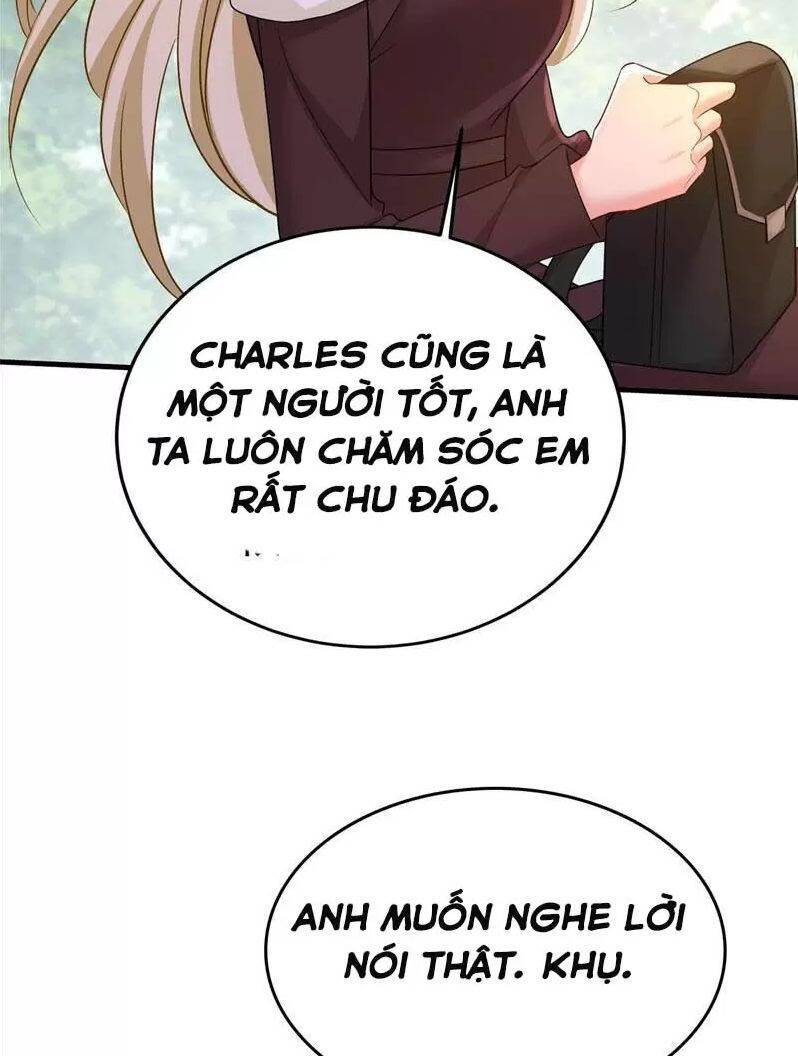 CHARLES CŨNG LÀ
MỘT NGƯỜI TỐT, ANH
TA LUÔN CHĂM SÓC EM
RẤT CHU ĐÁO.
ANH MUỐN NGHE LỜI
NÓI THẬT. KHỤ.